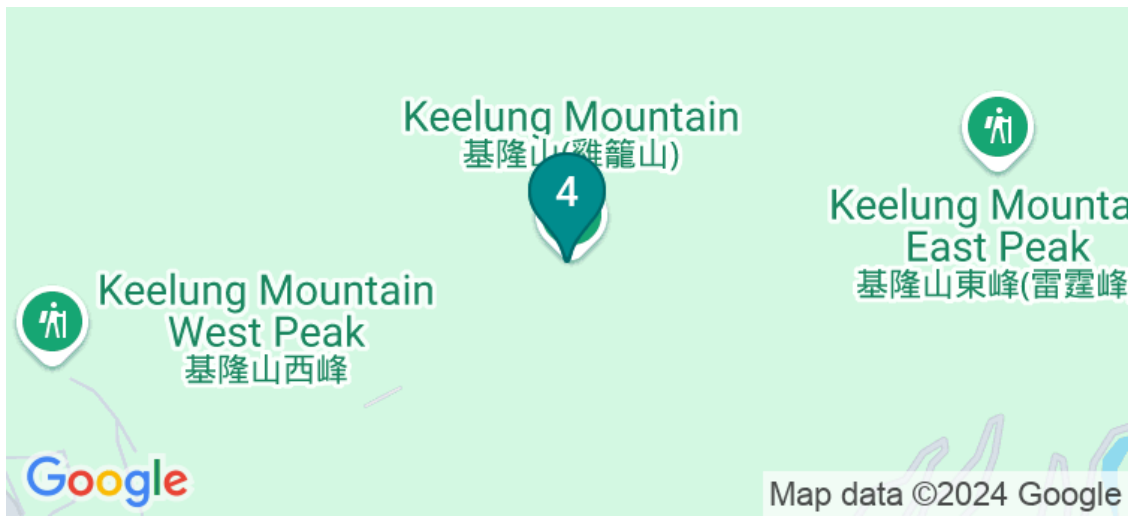 Keelung Mountain
基隆山(雞籠山)
4
Keelung Mounta
East Peak
基隆山東峰(雷霆峰
Keelung Mountain
West Peak
基隆山西峰
Google
Map data ©2024 Google